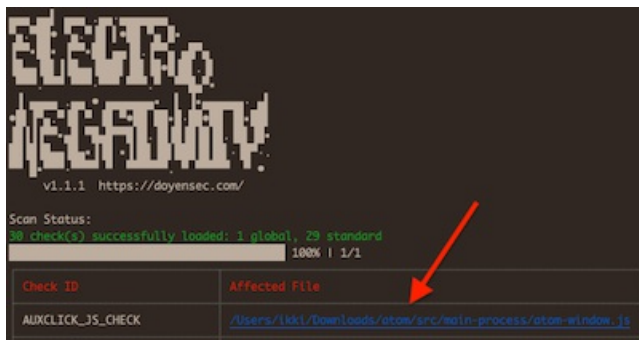 ELECTRO
NEGATIVITY
v1.1.1 https://doyensec.com/
Scan Status:
30 check(s) successfully loaded: 1 global, 29 standard
100% | 1/1
Check ID
Affected File
AUXCLICK_JS_CHECK
/Users/ikki/Downloads/atom/src/main-process/atom-window.js